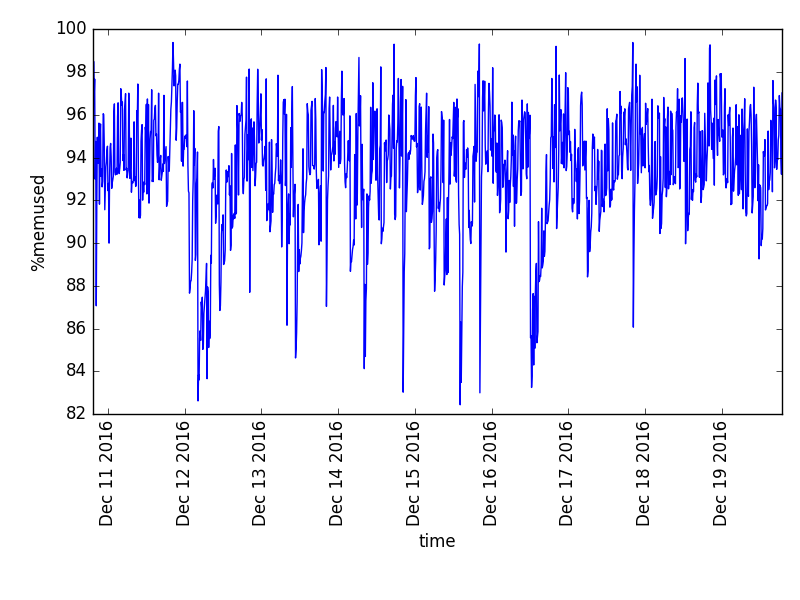 100
98
96
94
92
90
88
86
84
82
%memused
Dec 11 2016
Dec 12 2016
Dec 13 2016
Dec 14 2016
Dec 15 2016
Dec 16 2016
Dec 17 2016
Dec 18 2016
Dec 19 2016
time